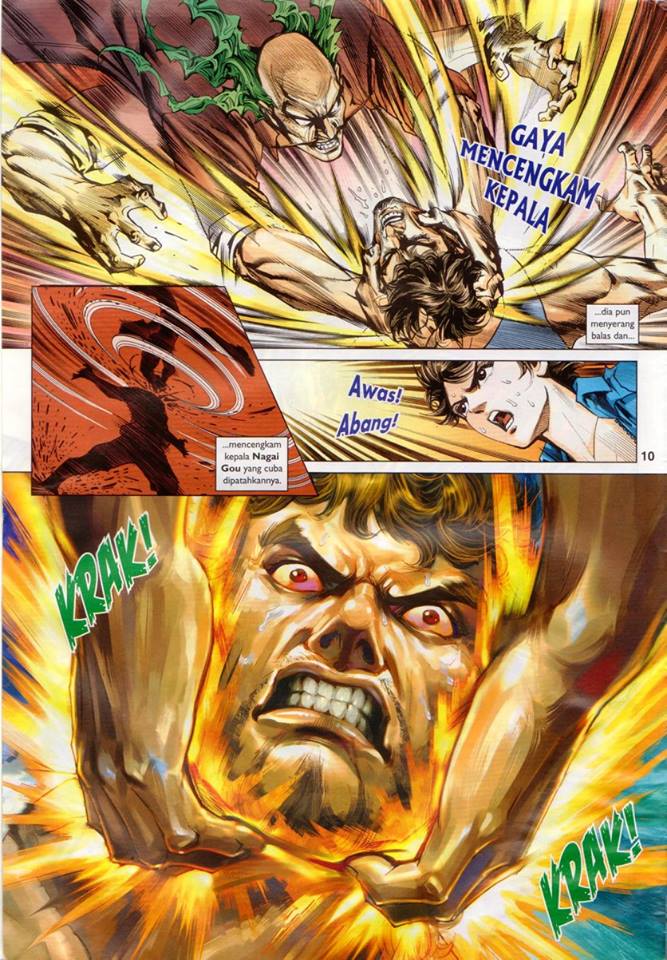 GAYA
MENCENGKAM
KEPALA
...dia pun
menyerang
balas dan...
...mencengkam
kepala Nagai
Gou yang cuba
dipatahkannya.
Awas!
Abang!
10
KRAK!
KRAK!